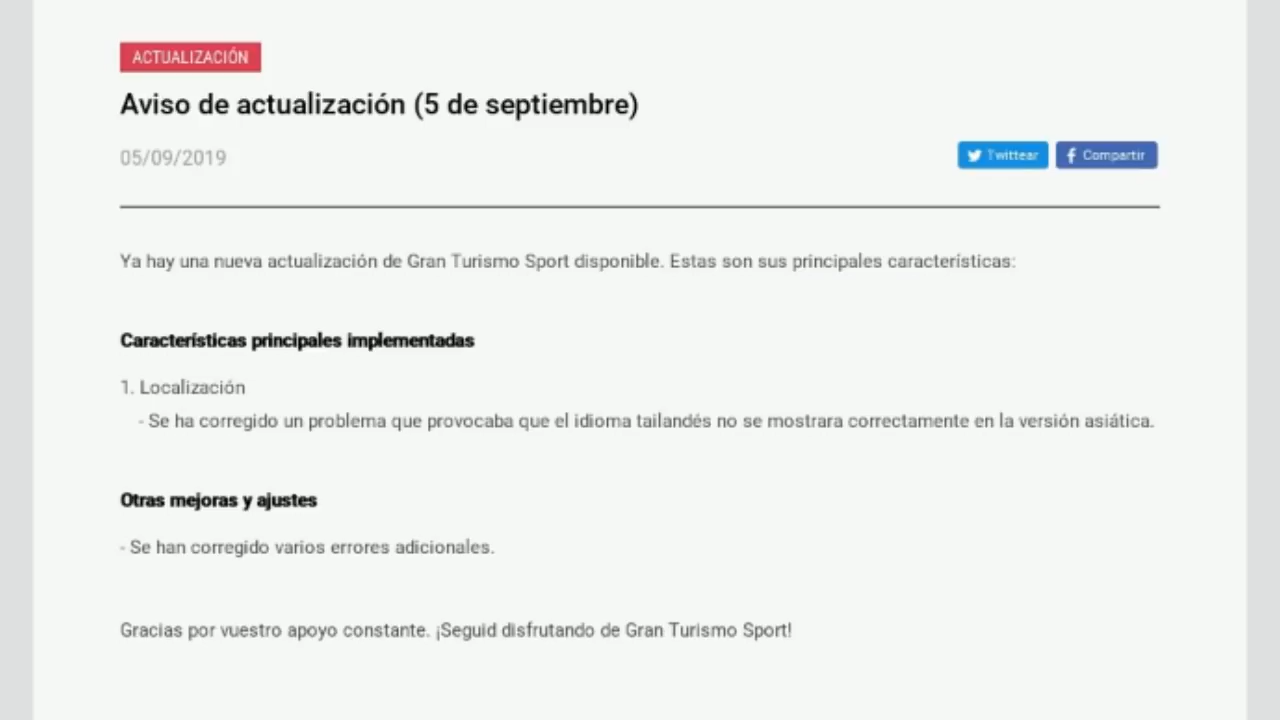 ACTUALIZACIÓN
Aviso de actualización (5 de septiembre)
05/09/2019
Twittear
Compartir
Ya hay una nueva actualización de Gran Turismo Sport disponible. Estas son sus principales características:
Características principales implementadas
1. Localización
- Se ha corregido un problema que provocaba que el idioma tailandés no se mostrara correctamente en la versión asiática.
Otras mejoras y ajustes
- Se han corregido varios errores adicionales.
Gracias por vuestro apoyo constante. ¡Seguid disfrutando de Gran Turismo Sport!